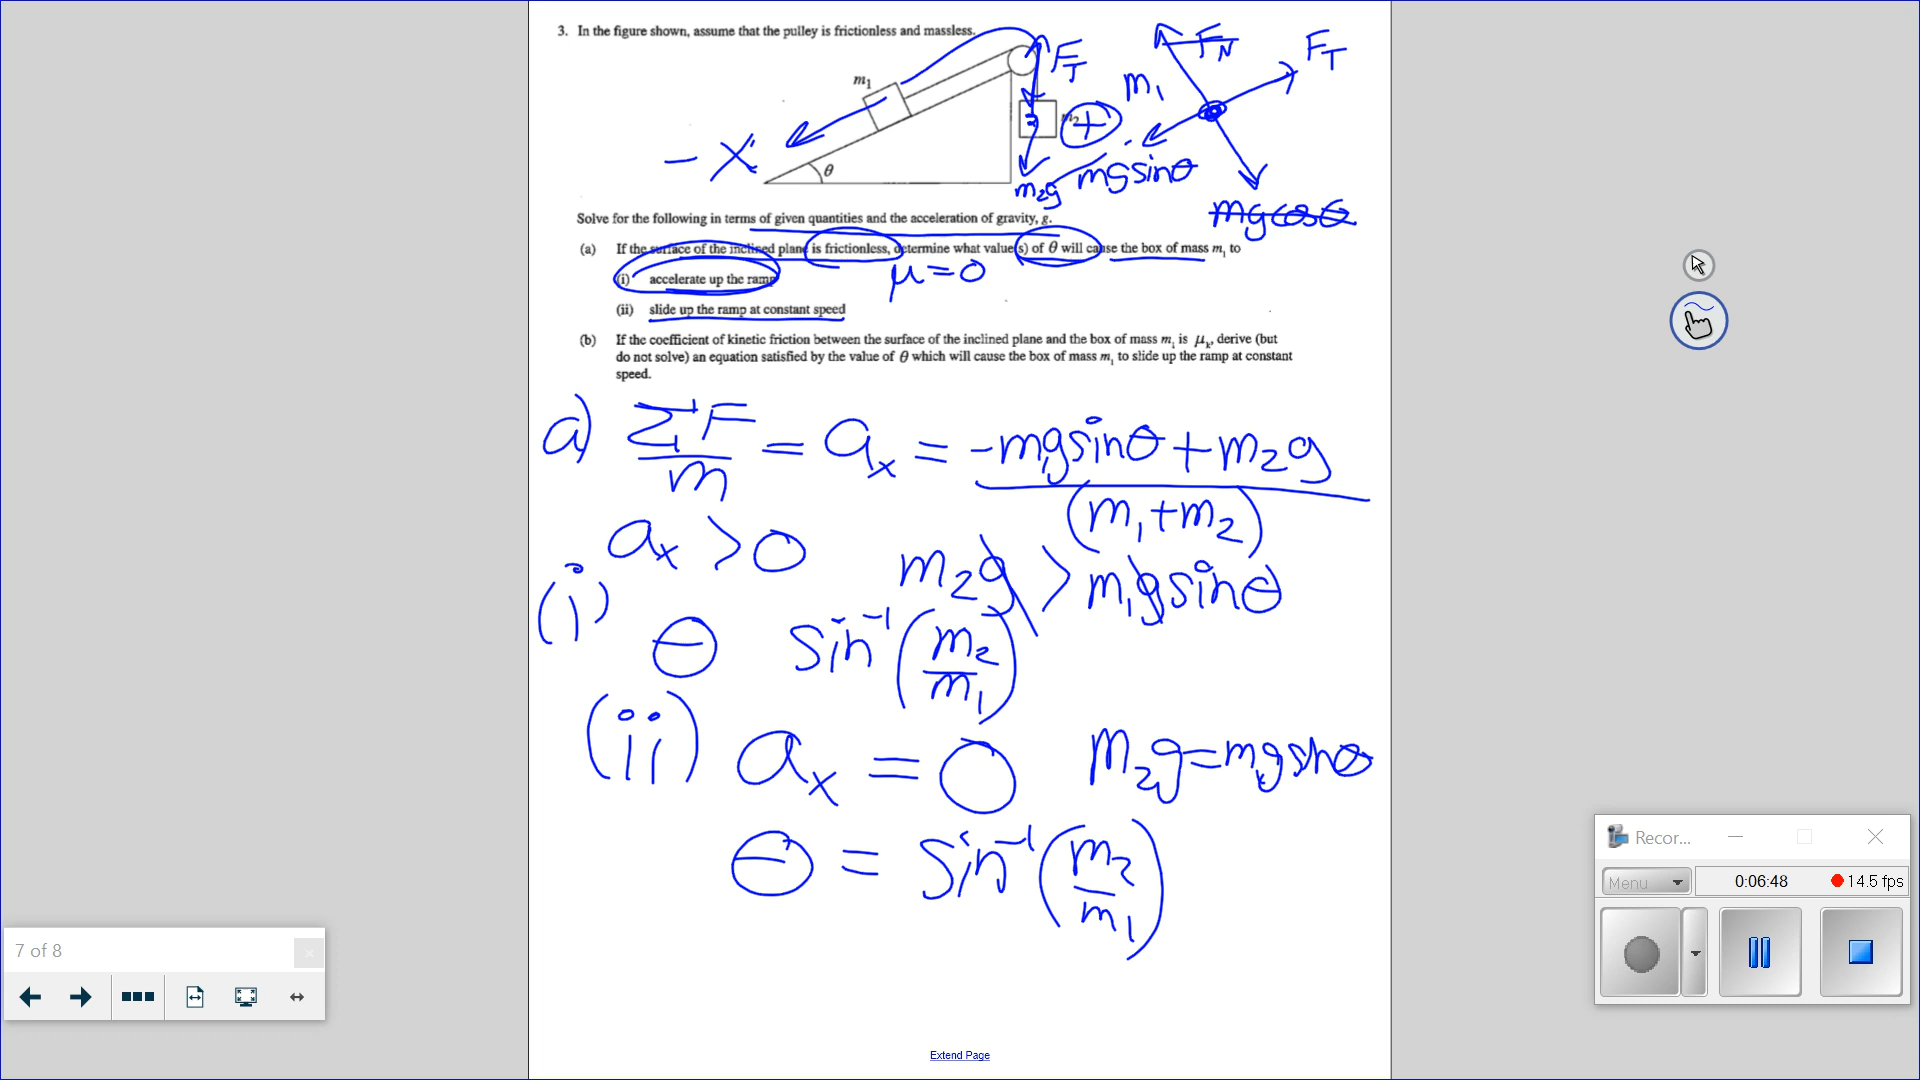 3. In the figure shown, assume that the pulley is frictionless and massless.
m₁
F_T
F_N
F_T
m₁
+
- X
θ
m₂g
mg sinθ
mg cosθ
Solve for the following in terms of given quantities and the acceleration of gravity, g.
(a) If the surface of the inclined plane is frictionless, determine what value(s) of θ will cause the box of mass m₁ to
(i) accelerate up the ramp
μ = 0
(ii) slide up the ramp at constant speed
(b) If the coefficient of kinetic friction between the surface of the inclined plane and the box of mass m₁ is μₖ, derive (but
do not solve) an equation satisfied by the value of θ which will cause the box of mass m₁ to slide up the ramp at constant
speed.
a) ΣF/m = aₓ = -mg sinθ + m₂g / (m₁+m₂)
aₓ > 0 m₂g > m₁g sinθ
(i)
θ sin⁻¹(m₂/m₁)
(ii) aₓ = 0 m₂g = m₁g sinθ
θ = sin⁻¹(m₂/m₁)
Recor...
Menu 0:06:48 14.5 fps
7 of 8
Extend Page